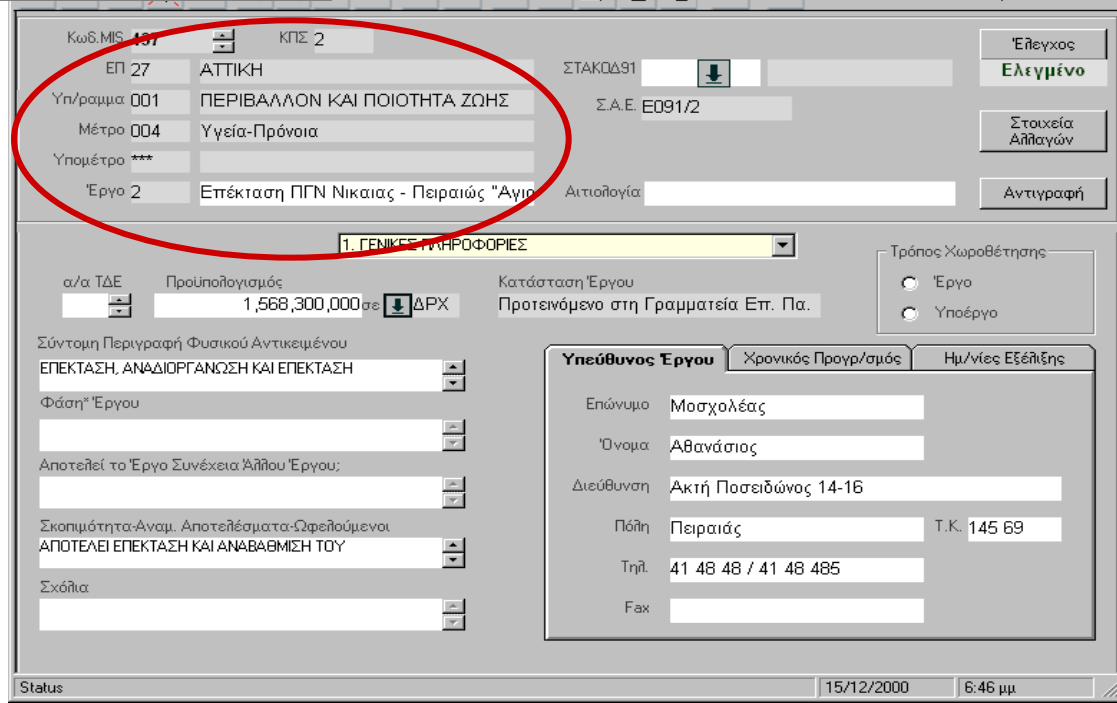 Κωδ.MIS 437 ΚΠΣ 2 Έλεγχος
ΕΠ 27 ΑΤΤΙΚΗ ΣΤΑΚΟΔ91 Ελεγμένο
Υπ/ραμμα 001 ΠΕΡΙΒΑΛΛΟΝ ΚΑΙ ΠΟΙΟΤΗΤΑ ΖΩΗΣ Σ.Α.Ε. Ε091/2
Μέτρο 004 Υγεία-Πρόνοια Στοιχεία
Αλλαγών
Υπομέτρο ***
Έργο 2 Επέκταση ΠΓΝ Νικαιας - Πειραιώς "Αγιο Αιτιολογία Αντιγραφή
1. ΓΕΝΙΚΕΣ ΠΛΗΡΟΦΟΡΙΕΣ
Τρόπος Χωροθέτησης
α/α ΤΔΕ Προϋπολογισμός Κατάσταση Έργου Έργο
1,568,300,000 σε ΔΡΧ Προτεινόμενο στη Γραμματεία Επ. Πα. Υποέργο
Σύντομη Περιγραφή Φυσικού Αντικειμένου
ΕΠΕΚΤΑΣΗ, ΑΝΑΔΙΟΡΓΑΝΩΣΗ ΚΑΙ ΕΠΕΚΤΑΣΗ
Φάση* Έργου
Αποτελεί το Έργο Συνέχεια Άλλου Έργου;
Σκοπιμότητα-Αναμ. Αποτελέσματα-Ωφελούμενοι
ΑΠΟΤΕΛΕΙ ΕΠΕΚΤΑΣΗ ΚΑΙ ΑΝΑΒΑΘΜΙΣΗ ΤΟΥ
Σχόλια
Υπεύθυνος Έργου Χρονικός Προγρ/σμός Ημ/νίες Εξέλιξης
Επώνυμο Μοσχολέας
Όνομα Αθανάσιος
Διεύθυνση Ακτή Ποσειδώνος 14-16
Πόλη Πειραιάς Τ.Κ. 145 69
Τηλ. 41 48 48 / 41 48 485
Fax
Status 15/12/2000 6:46 μμ